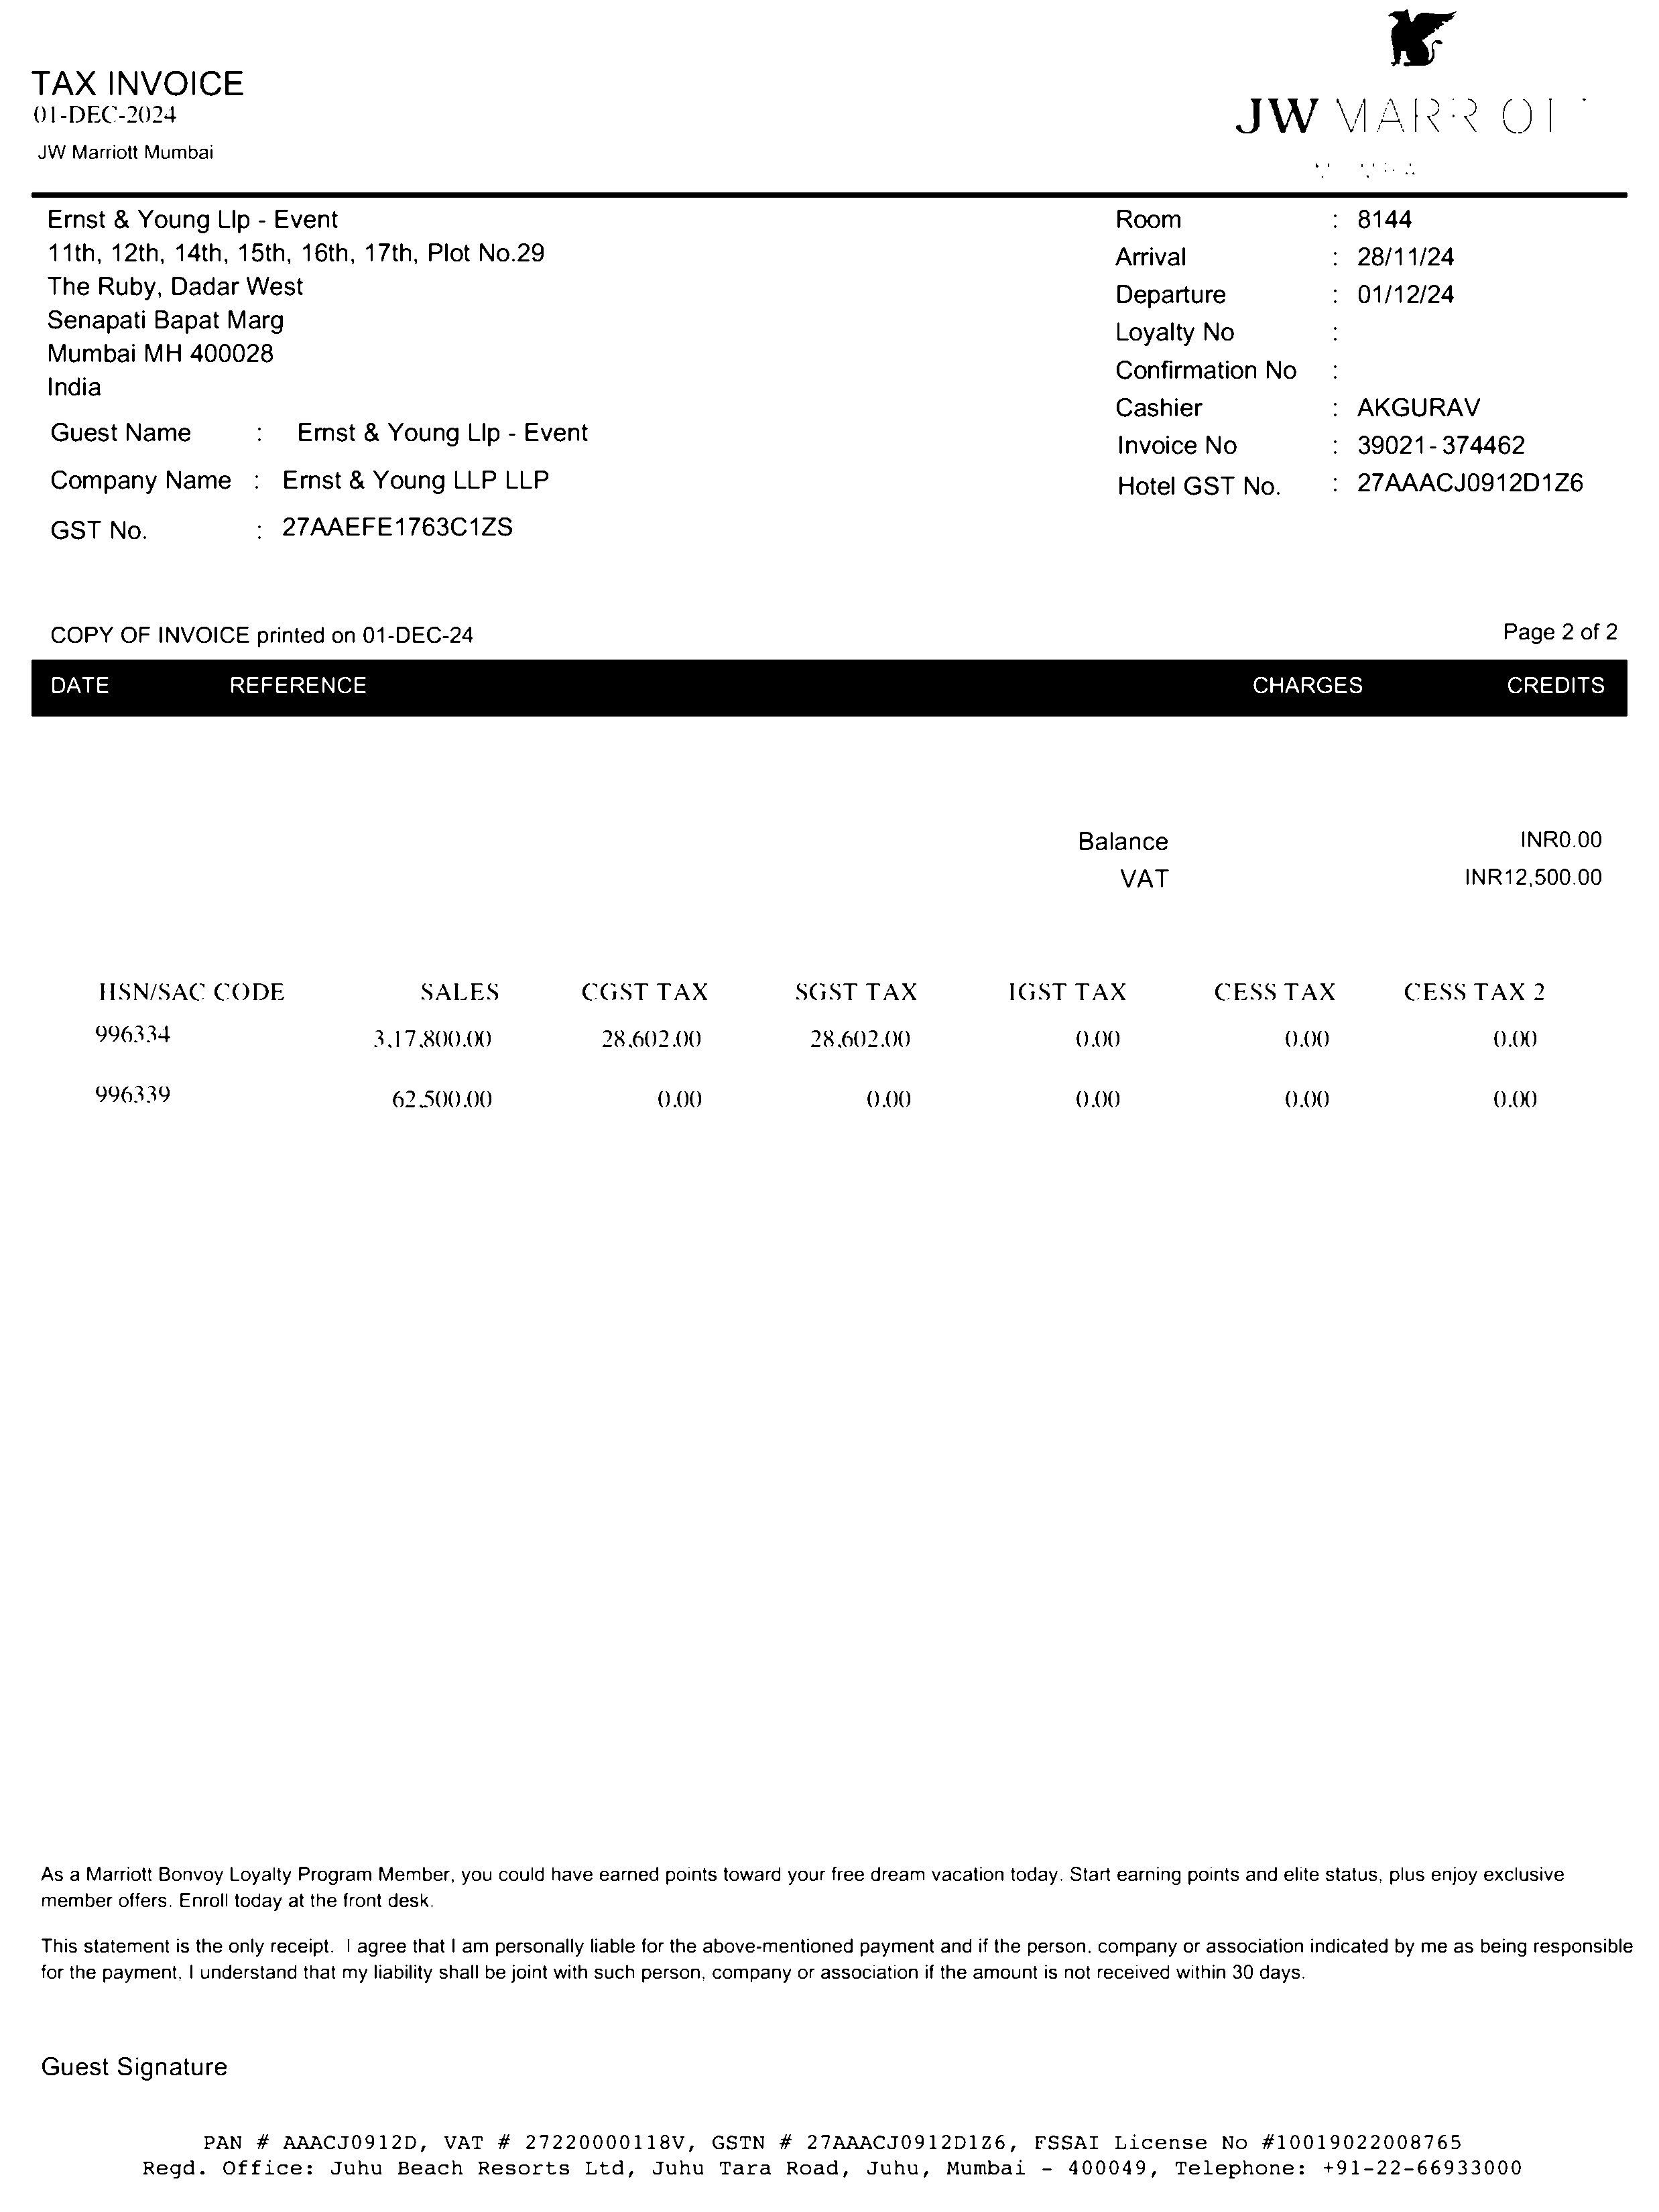 TAX INVOICE
01-DEC-2024
JW Marriott Mumbai
JW MARRIOTT
Ernst & Young Llp - Event
11th, 12th, 14th, 15th, 16th, 17th, Plot No.29
The Ruby, Dadar West
Senapati Bapat Marg
Mumbai MH 400028
India
Guest Name : Ernst & Young Llp - Event
Company Name : Ernst & Young LLP LLP
GST No. : 27AAEFE1763C1ZS
Room : 8144
Arrival : 28/11/24
Departure : 01/12/24
Loyalty No :
Confirmation No :
Cashier : AKGURAV
Invoice No : 39021-374462
Hotel GST No. : 27AAACJ0912D1Z6
COPY OF INVOICE printed on 01-DEC-24
Page 2 of 2
DATE REFERENCE CHARGES CREDITS
Balance INR0.00
VAT INR12,500.00
HSN/SAC CODE SALES CGST TAX SGST TAX IGST TAX CESS TAX CESS TAX 2
996334 3,17,800.00 28,602.00 28,602.00 0.00 0.00 0.00
996339 62,500.00 0.00 0.00 0.00 0.00 0.00
As a Marriott Bonvoy Loyalty Program Member, you could have earned points toward your free dream vacation today. Start earning points and elite status, plus enjoy exclusive
member offers. Enroll today at the front desk.
This statement is the only receipt. I agree that I am personally liable for the above-mentioned payment and if the person, company or association indicated by me as being responsible
for the payment, I understand that my liability shall be joint with such person, company or association if the amount is not received within 30 days.
Guest Signature
PAN # AAACJ0912D, VAT # 27220000118V, GSTN # 27AAACJ0912D1Z6, FSSAI License No #10019022008765
Regd. Office: Juhu Beach Resorts Ltd, Juhu Tara Road, Juhu, Mumbai - 400049, Telephone: +91-22-66933000